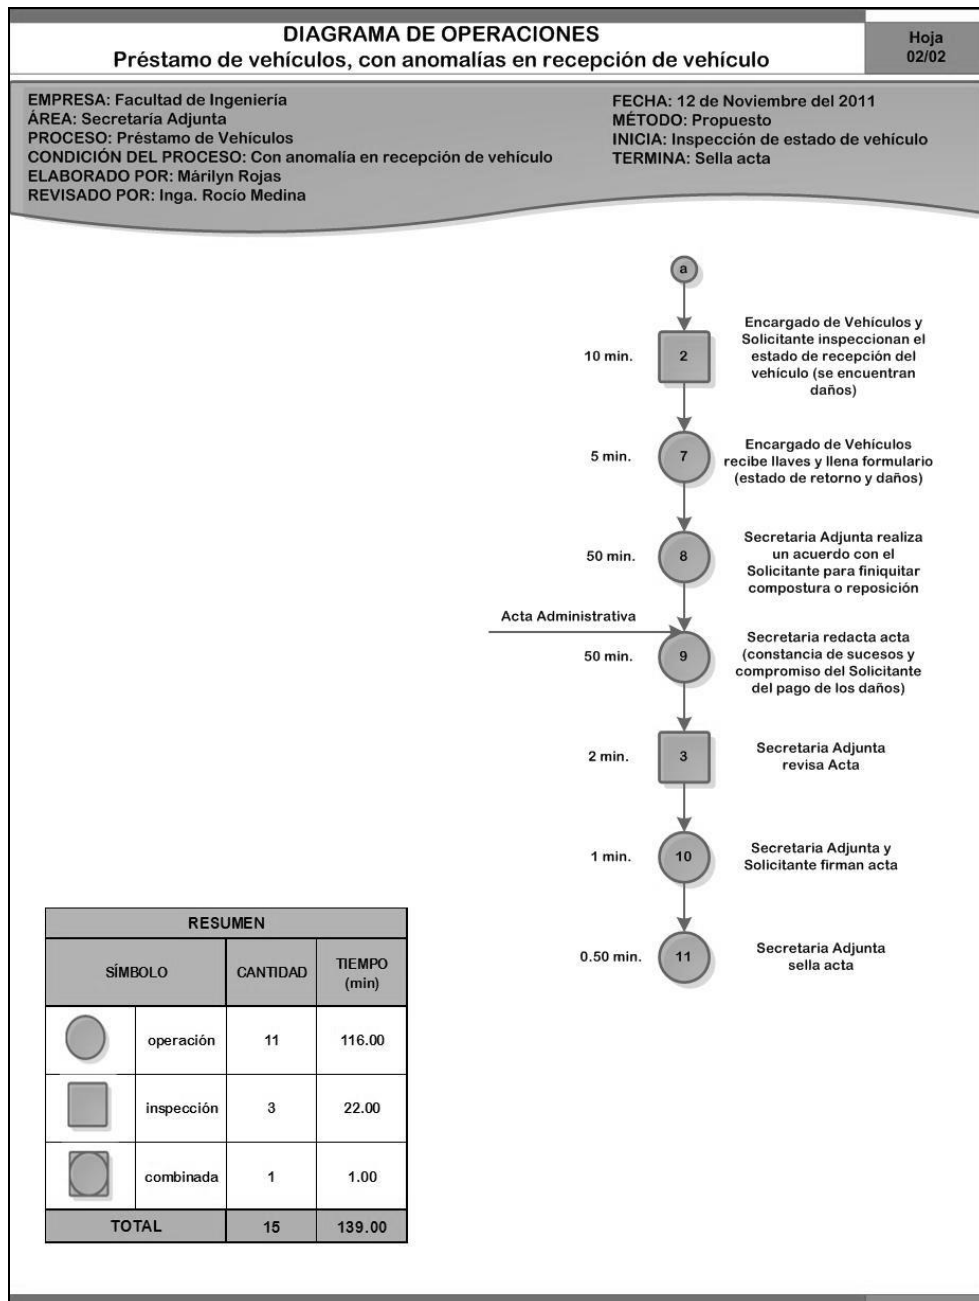 DIAGRAMA DE OPERACIONES
Préstamo de vehículos, con anomalías en recepción de vehículo
Hoja
02/02
EMPRESA: Facultad de Ingeniería
ÁREA: Secretaría Adjunta
PROCESO: Préstamo de Vehículos
CONDICIÓN DEL PROCESO: Con anomalía en recepción de vehículo
ELABORADO POR: Márilyn Rojas
REVISADO POR: Inga. Rocío Medina
FECHA: 12 de Noviembre del 2011
MÉTODO: Propuesto
INICIA: Inspección de estado de vehículo
TERMINA: Sella acta
a
10 min.
2
Encargado de Vehículos y
Solicitante inspeccionan el
estado de recepción del
vehículo (se encuentran
daños)
5 min.
7
Encargado de Vehículos
recibe llaves y llena formulario
(estado de retorno y daños)
50 min.
8
Secretaria Adjunta realiza
un acuerdo con el
Solicitante para finiquitar
compostura o reposición
Acta Administrativa
50 min.
9
Secretaria redacta acta
(constancia de sucesos y
compromiso del Solicitante
del pago de los daños)
2 min.
3
Secretaria Adjunta
revisa Acta
1 min.
10
Secretaria Adjunta y
Solicitante firman acta
0.50 min.
11
Secretaria Adjunta
sella acta
RESUMEN
SÍMBOLO CANTIDAD TIEMPO
(min)
operación 11 116.00
inspección 3 22.00
combinada 1 1.00
TOTAL 15 139.00